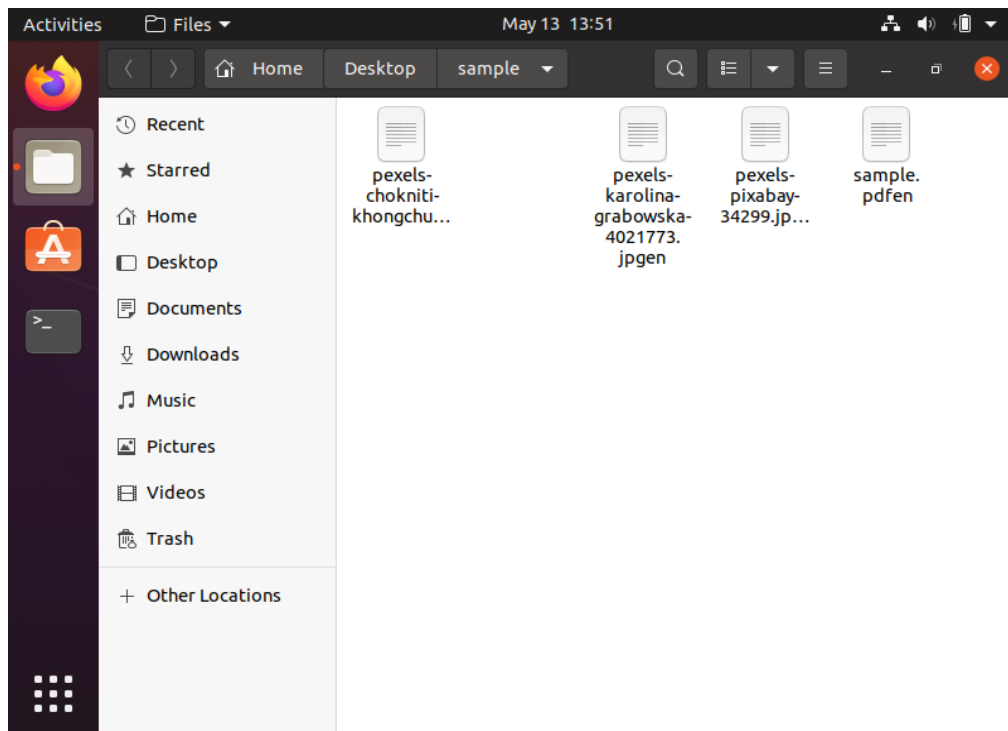 Activities Files May 13 13:51
Home Desktop sample
Recent
Starred
Home
Desktop
Documents
Downloads
Music
Pictures
Videos
Trash
+ Other Locations
pexels-
chokniti-
khongchu...
pexels-
karolina-
grabowska-
4021773.
jpgen
pexels-
pixabay-
34299.jp...
sample.
pdfen
>_